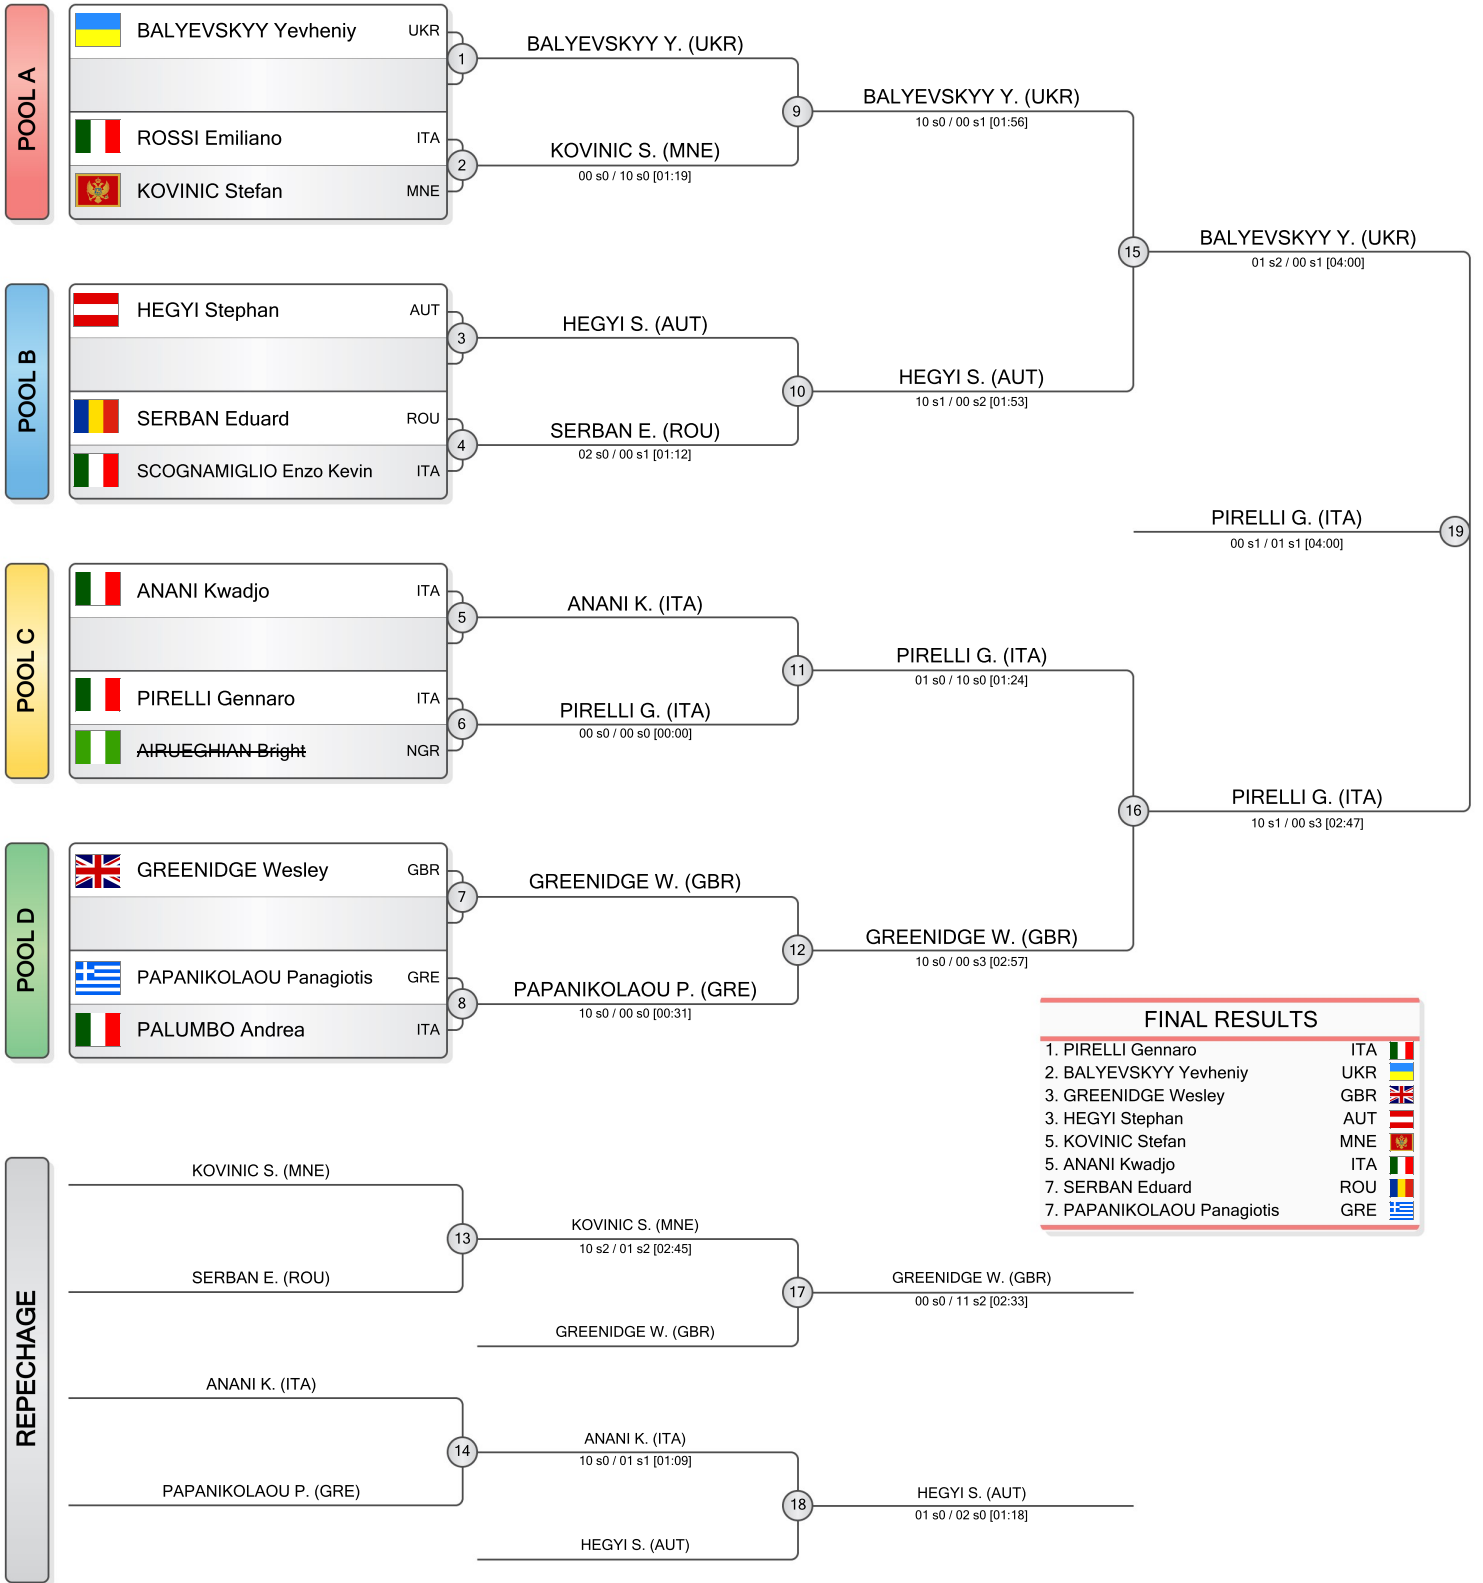 POOL A
BALYEVSKYY Yevheniy UKR
ROSSI Emiliano ITA
KOVINIC Stefan MNE
1
2
BALYEVSKYY Y. (UKR)
KOVINIC S. (MNE)
00 s0 / 10 s0 [01:19]
9
BALYEVSKYY Y. (UKR)
10 s0 / 00 s1 [01:56]
POOL B
HEGYI Stephan AUT
SERBAN Eduard ROU
SCOGNAMIGLIO Enzo Kevin ITA
3
4
HEGYI S. (AUT)
SERBAN E. (ROU)
02 s0 / 00 s1 [01:12]
10
HEGYI S. (AUT)
10 s1 / 00 s2 [01:53]
15
BALYEVSKYY Y. (UKR)
01 s2 / 00 s1 [04:00]
PIRELLI G. (ITA)
00 s1 / 01 s1 [04:00]
19
POOL C
ANANI Kwadjo ITA
PIRELLI Gennaro ITA
AIRUEGHIAN Bright NGR
5
6
ANANI K. (ITA)
PIRELLI G. (ITA)
00 s0 / 00 s0 [00:00]
11
PIRELLI G. (ITA)
01 s0 / 10 s0 [01:24]
POOL D
GREENIDGE Wesley GBR
PAPANIKOLAOU Panagiotis GRE
PALUMBO Andrea ITA
7
8
GREENIDGE W. (GBR)
PAPANIKOLAOU P. (GRE)
10 s0 / 00 s0 [00:31]
12
GREENIDGE W. (GBR)
10 s0 / 00 s3 [02:57]
16
PIRELLI G. (ITA)
10 s1 / 00 s3 [02:47]
FINAL RESULTS
1. PIRELLI Gennaro ITA
2. BALYEVSKYY Yevheniy UKR
3. GREENIDGE Wesley GBR
3. HEGYI Stephan AUT
5. KOVINIC Stefan MNE
5. ANANI Kwadjo ITA
7. SERBAN Eduard ROU
7. PAPANIKOLAOU Panagiotis GRE
REPECHAGE
KOVINIC S. (MNE)
SERBAN E. (ROU)
13
KOVINIC S. (MNE)
10 s2 / 01 s2 [02:45]
GREENIDGE W. (GBR)
17
GREENIDGE W. (GBR)
00 s0 / 11 s2 [02:33]
ANANI K. (ITA)
PAPANIKOLAOU P. (GRE)
14
ANANI K. (ITA)
10 s0 / 01 s1 [01:09]
HEGYI S. (AUT)
18
HEGYI S. (AUT)
01 s0 / 02 s0 [01:18]